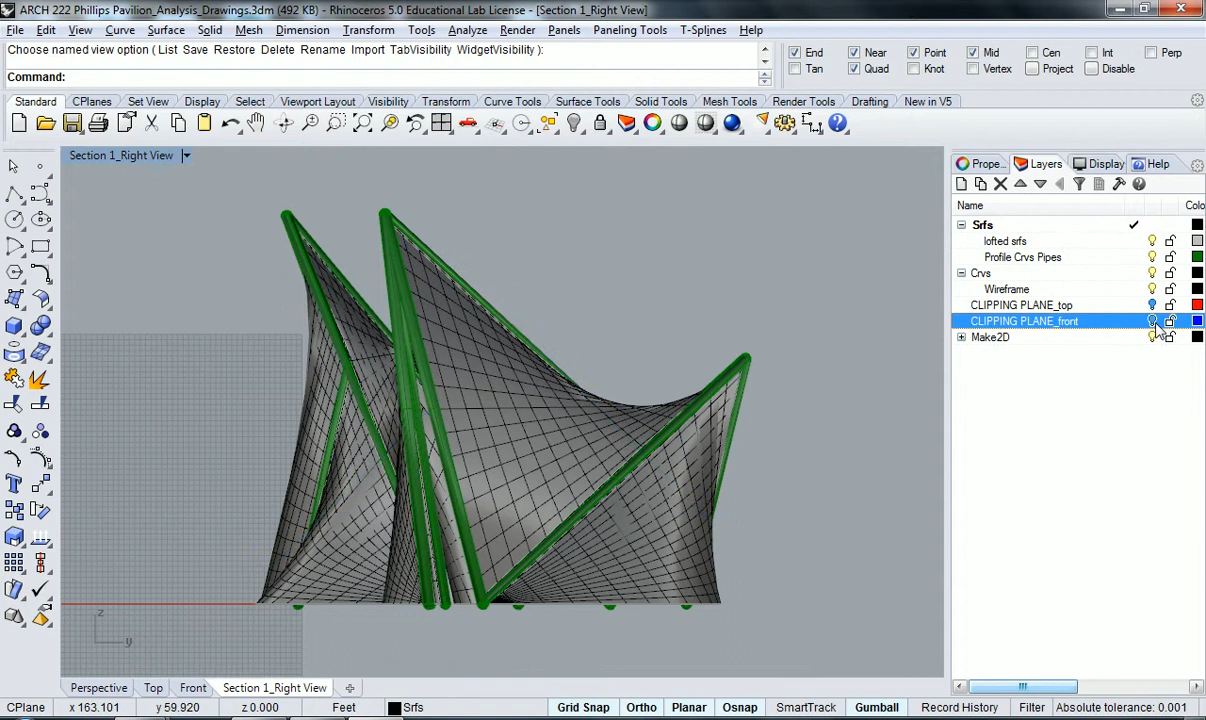 ARCH 222 Phillips Pavilion_Analysis_Drawings.3dm (492 KB) - Rhinoceros 5.0 Educational Lab License - [Section 1_Right View]
File Edit View Curve Surface Solid Mesh Dimension Transform Tools Analyze Render Panels Paneling Tools T-Splines Help
Choose named view option ( List Save Restore Delete Rename Import TabVisibility WidgetVisibility ):
Command:
End Near Point Mid Cen Int Perp
Tan Quad Knot Vertex Project Disable
Standard CPlanes Set View Display Select Viewport Layout Visibility Transform Curve Tools Surface Tools Solid Tools Mesh Tools Render Tools Drafting New in V5
Section 1_Right View
Prope... Layers Display Help
Name Colo
Srfs
lofted srfs
Profile Crvs Pipes
Crvs
Wireframe
CLIPPING PLANE_top
CLIPPING PLANE_front
Make2D
z
y
Perspective Top Front Section 1_Right View
CPlane x 163.101 y 59.920 z 0.000 Feet Srfs Grid Snap Ortho Planar Osnap SmartTrack Gumball Record History Filter Absolute tolerance: 0.001